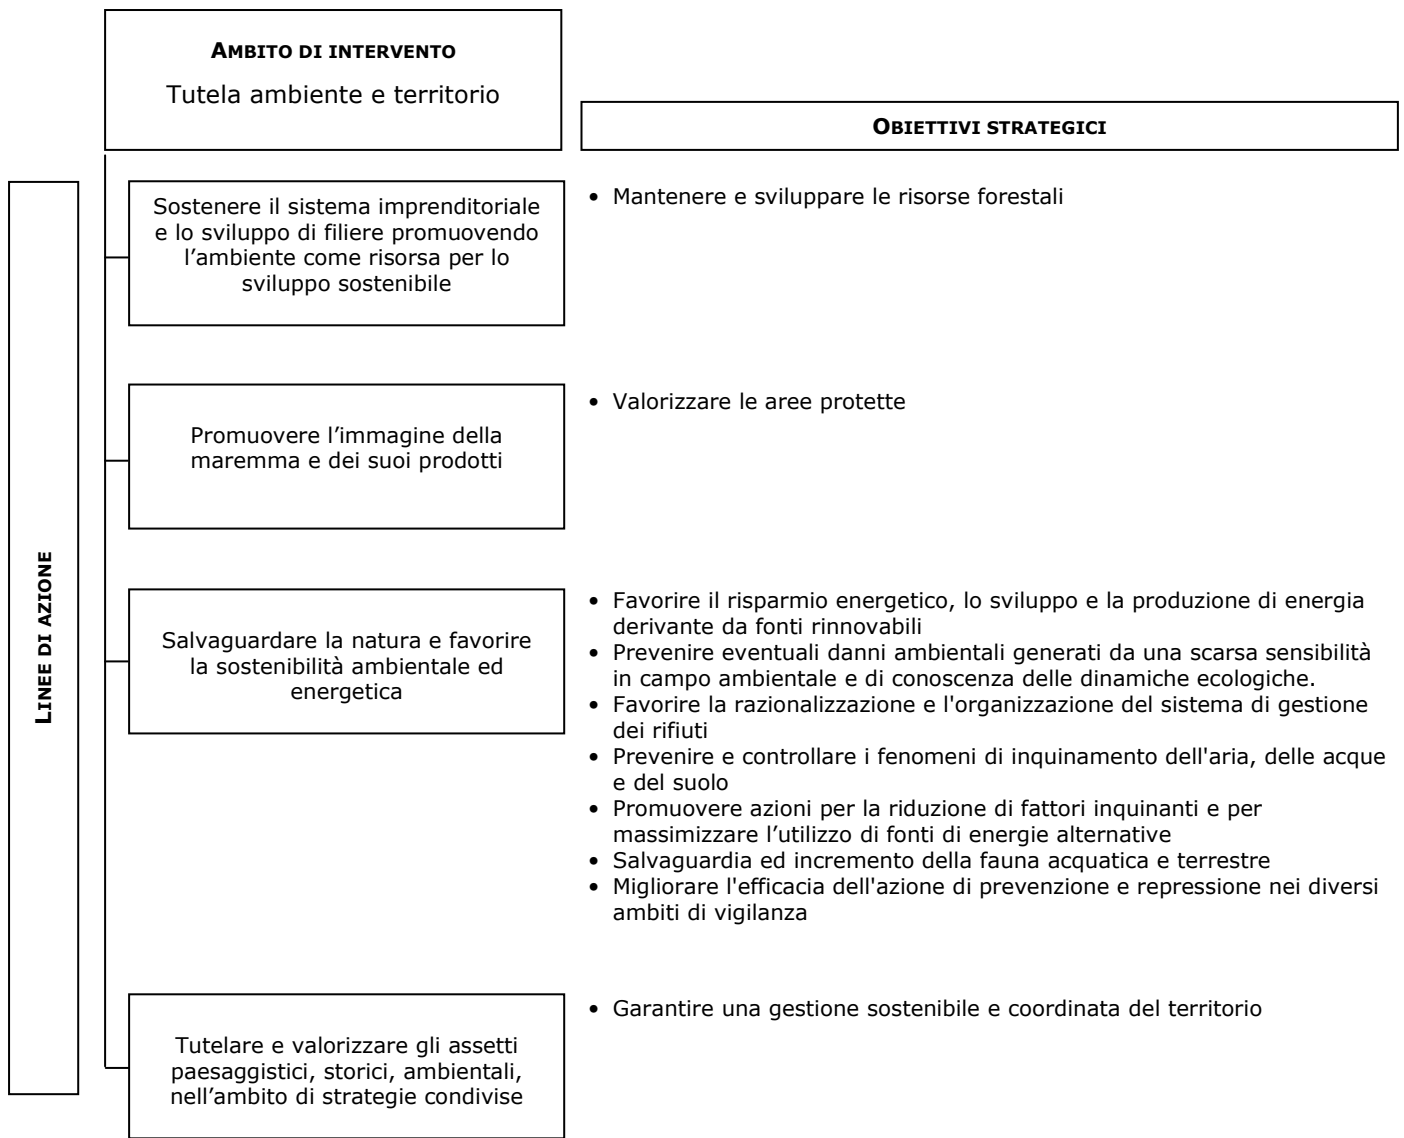 AMBITO DI INTERVENTO
Tutela ambiente e territorio
OBIETTIVI STRATEGICI
LINEE DI AZIONE
Sostenere il sistema imprenditoriale
e lo sviluppo di filiere promuovendo
l’ambiente come risorsa per lo
sviluppo sostenibile
• Mantenere e sviluppare le risorse forestali
Promuovere l’immagine della
maremma e dei suoi prodotti
• Valorizzare le aree protette
Salvaguardare la natura e favorire
la sostenibilità ambientale ed
energetica
• Favorire il risparmio energetico, lo sviluppo e la produzione di energia
derivante da fonti rinnovabili
• Prevenire eventuali danni ambientali generati da una scarsa sensibilità
in campo ambientale e di conoscenza delle dinamiche ecologiche.
• Favorire la razionalizzazione e l'organizzazione del sistema di gestione
dei rifiuti
• Prevenire e controllare i fenomeni di inquinamento dell'aria, delle acque
e del suolo
• Promuovere azioni per la riduzione di fattori inquinanti e per
massimizzare l’utilizzo di fonti di energie alternative
• Salvaguardia ed incremento della fauna acquatica e terrestre
• Migliorare l'efficacia dell'azione di prevenzione e repressione nei diversi
ambiti di vigilanza
Tutelare e valorizzare gli assetti
paesaggistici, storici, ambientali,
nell’ambito di strategie condivise
• Garantire una gestione sostenibile e coordinata del territorio